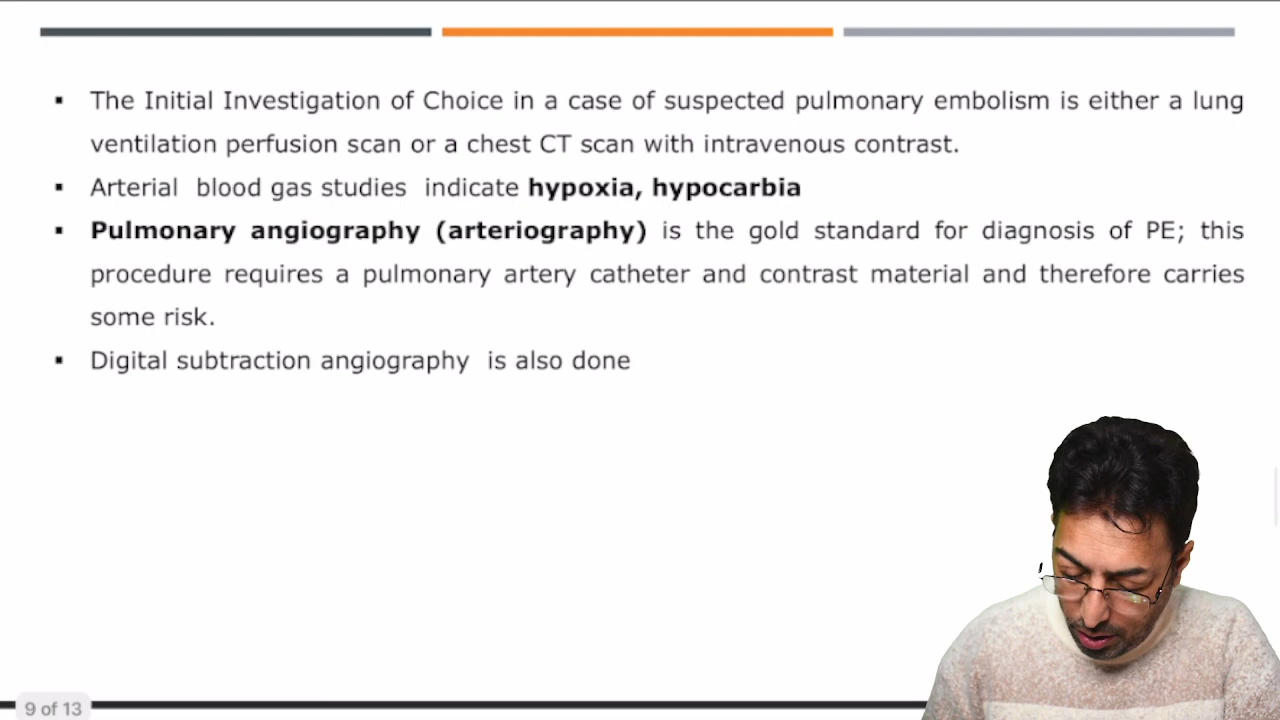 ▪ The Initial Investigation of Choice in a case of suspected pulmonary embolism is either a lung
ventilation perfusion scan or a chest CT scan with intravenous contrast.
▪ Arterial blood gas studies indicate hypoxia, hypocarbia
▪ Pulmonary angiography (arteriography) is the gold standard for diagnosis of PE; this
procedure requires a pulmonary artery catheter and contrast material and therefore carries
some risk.
▪ Digital subtraction angiography is also done
9 of 13